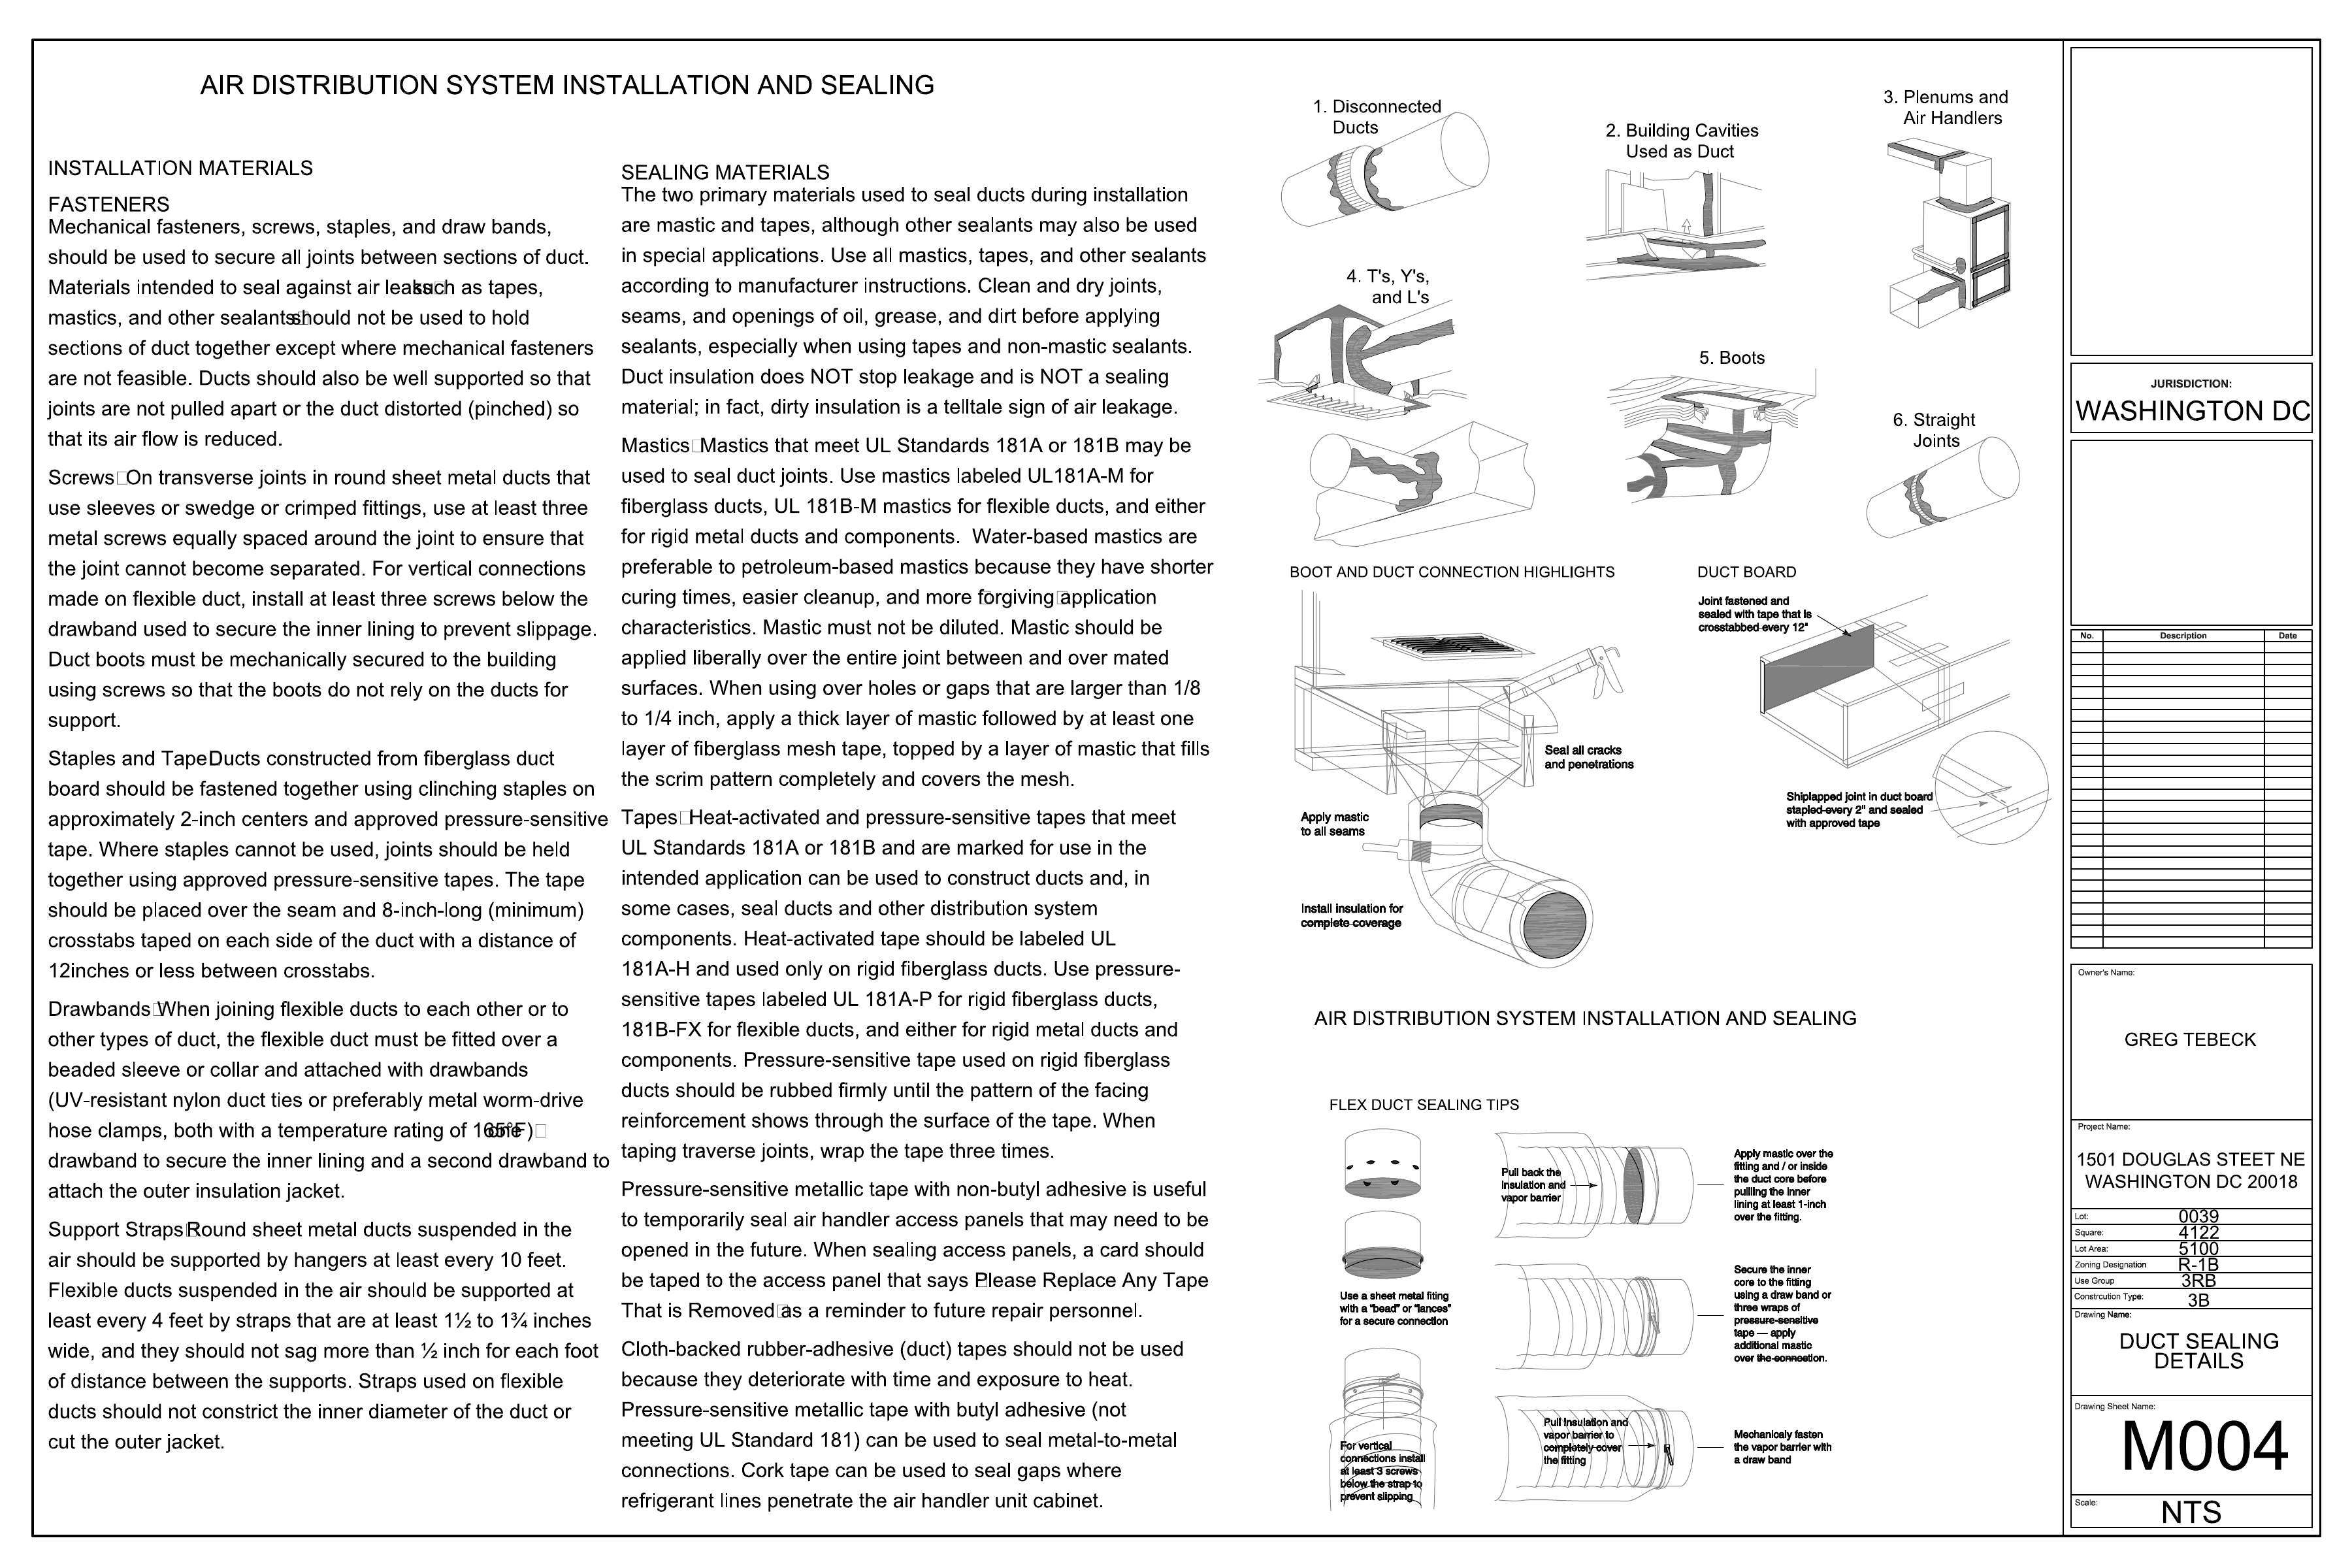 AIR DISTRIBUTION SYSTEM INSTALLATION AND SEALING
INSTALLATION MATERIALS
FASTENERS
Mechanical fasteners, screws, staples, and draw bands,
should be used to secure all joints between sections of duct.
Materials intended to seal against air leaks such as tapes,
mastics, and other sealants should not be used to hold
sections of duct together except where mechanical fasteners
are not feasible. Ducts should also be well supported so that
joints are not pulled apart or the duct distorted (pinched) so
that its air flow is reduced.
Screws On transverse joints in round sheet metal ducts that
use sleeves or swedge or crimped fittings, use at least three
metal screws equally spaced around the joint to ensure that
the joint cannot become separated. For vertical connections
made on flexible duct, install at least three screws below the
drawband used to secure the inner lining to prevent slippage.
Duct boots must be mechanically secured to the building
using screws so that the boots do not rely on the ducts for
support.
Staples and Tape Ducts constructed from fiberglass duct
board should be fastened together using clinching staples on
approximately 2-inch centers and approved pressure-sensitive
tape. Where staples cannot be used, joints should be held
together using approved pressure-sensitive tapes. The tape
should be placed over the seam and 8-inch-long (minimum)
crosstabs taped on each side of the duct with a distance of
12inches or less between crosstabs.
Drawbands When joining flexible ducts to each other or to
other types of duct, the flexible duct must be fitted over a
beaded sleeve or collar and attached with drawbands
(UV-resistant nylon duct ties or preferably metal worm-drive
hose clamps, both with a temperature rating of 165°F) one
drawband to secure the inner lining and a second drawband to
attach the outer insulation jacket.
Support Straps Round sheet metal ducts suspended in the
air should be supported by hangers at least every 10 feet.
Flexible ducts suspended in the air should be supported at
least every 4 feet by straps that are at least 1½ to 1¾ inches
wide, and they should not sag more than ½ inch for each foot
of distance between the supports. Straps used on flexible
ducts should not constrict the inner diameter of the duct or
cut the outer jacket.
SEALING MATERIALS
The two primary materials used to seal ducts during installation
are mastic and tapes, although other sealants may also be used
in special applications. Use all mastics, tapes, and other sealants
according to manufacturer instructions. Clean and dry joints,
seams, and openings of oil, grease, and dirt before applying
sealants, especially when using tapes and non-mastic sealants.
Duct insulation does NOT stop leakage and is NOT a sealing
material; in fact, dirty insulation is a telltale sign of air leakage.
Mastics Mastics that meet UL Standards 181A or 181B may be
used to seal duct joints. Use mastics labeled UL181A-M for
fiberglass ducts, UL 181B-M mastics for flexible ducts, and either
for rigid metal ducts and components. Water-based mastics are
preferable to petroleum-based mastics because they have shorter
curing times, easier cleanup, and more forgiving application
characteristics. Mastic must not be diluted. Mastic should be
applied liberally over the entire joint between and over mated
surfaces. When using over holes or gaps that are larger than 1/8
to 1/4 inch, apply a thick layer of mastic followed by at least one
layer of fiberglass mesh tape, topped by a layer of mastic that fills
the scrim pattern completely and covers the mesh.
Tapes Heat-activated and pressure-sensitive tapes that meet
UL Standards 181A or 181B and are marked for use in the
intended application can be used to construct ducts and, in
some cases, seal ducts and other distribution system
components. Heat-activated tape should be labeled UL
181A-H and used only on rigid fiberglass ducts. Use pressure-
sensitive tapes labeled UL 181A-P for rigid fiberglass ducts,
181B-FX for flexible ducts, and either for rigid metal ducts and
components. Pressure-sensitive tape used on rigid fiberglass
ducts should be rubbed firmly until the pattern of the facing
reinforcement shows through the surface of the tape. When
taping traverse joints, wrap the tape three times.
Pressure-sensitive metallic tape with non-butyl adhesive is useful
to temporarily seal air handler access panels that may need to be
opened in the future. When sealing access panels, a card should
be taped to the access panel that says Please Replace Any Tape
That is Removed as a reminder to future repair personnel.
Cloth-backed rubber-adhesive (duct) tapes should not be used
because they deteriorate with time and exposure to heat.
Pressure-sensitive metallic tape with butyl adhesive (not
meeting UL Standard 181) can be used to seal metal-to-metal
connections. Cork tape can be used to seal gaps where
refrigerant lines penetrate the air handler unit cabinet.
1. Disconnected
Ducts
2. Building Cavities
Used as Duct
3. Plenums and
Air Handlers
4. T's, Y's,
and L's
5. Boots
6. Straight
Joints
BOOT AND DUCT CONNECTION HIGHLIGHTS
Seal all cracks
and penetrations
Apply mastic
to all seams
Install insulation for
complete coverage
DUCT BOARD
Joint fastened and
sealed with tape that is
crosstabbed every 12"
Shiplapped joint in duct board
stapled every 2" and sealed
with approved tape
AIR DISTRIBUTION SYSTEM INSTALLATION AND SEALING
FLEX DUCT SEALING TIPS
Use a sheet metal fiting
with a "bead" or "lances"
for a secure connection
For vertical
connections install
at least 3 screws
below the strap to
prevent slipping
Pull back the
Insulation and
vapor barrier
Apply mastic over the
fitting and / or inside
the duct core before
pullling the inner
lining at least 1-inch
over the fitting.
Secure the inner
core to the fitting
using a draw band or
three wraps of
pressure-sensitive
tape — apply
additional mastic
over the connection.
Pull Insulation and
vapor barrier to
completely cover
the fitting
Mechanicaly fasten
the vapor barrier with
a draw band
JURISDICTION:
WASHINGTON DC
No. Description Date
Owner's Name:
GREG TEBECK
Project Name:
1501 DOUGLAS STEET NE
WASHINGTON DC 20018
Lot: 0039
Square: 4122
Lot Area: 5100
Zoning Designation R-1B
Use Group 3RB
Constrcution Type: 3B
Drawing Name:
DUCT SEALING
DETAILS
Drawing Sheet Name:
M004
Scale: NTS